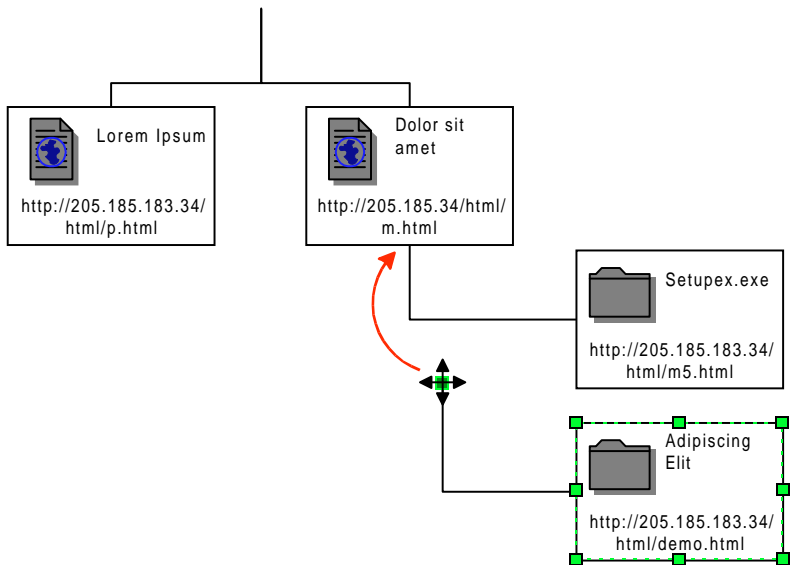 Lorem Ipsum
http://205.185.183.34/
html/p.html
Dolor sit
amet
http://205.185.34/html/
m.html
Setupex.exe
http://205.185.183.34/
html/m5.html
Adipiscing
Elit
http://205.185.183.34/
html/demo.html